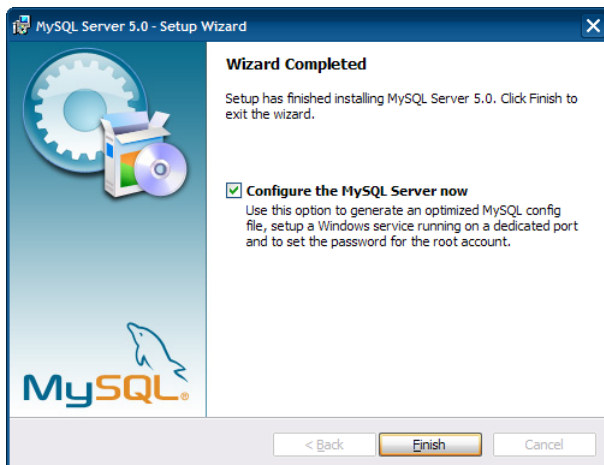 MySQL Server 5.0 - Setup Wizard
Wizard Completed
Setup has finished installing MySQL Server 5.0. Click Finish to
exit the wizard.
Configure the MySQL Server now
Use this option to generate an optimized MySQL config
file, setup a Windows service running on a dedicated port
and to set the password for the root account.
MySQL®
< Back
Finish
Cancel